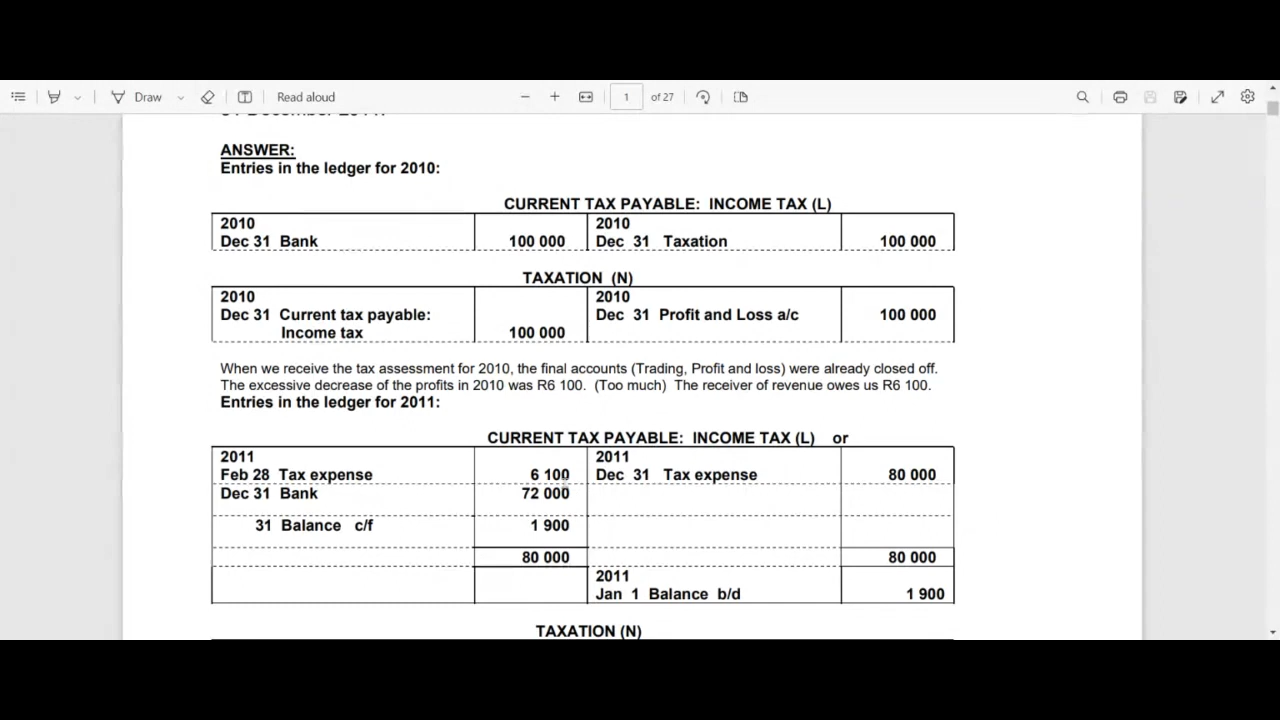 Draw Read aloud 1 of 27
ANSWER:
Entries in the ledger for 2010:
CURRENT TAX PAYABLE: INCOME TAX (L)
2010 2010
Dec 31 Bank 100 000 Dec 31 Taxation 100 000
TAXATION (N)
2010 2010
Dec 31 Current tax payable: Dec 31 Profit and Loss a/c 100 000
Income tax 100 000
When we receive the tax assessment for 2010, the final accounts (Trading, Profit and loss) were already closed off.
The excessive decrease of the profits in 2010 was R6 100. (Too much) The receiver of revenue owes us R6 100.
Entries in the ledger for 2011:
CURRENT TAX PAYABLE: INCOME TAX (L) or
2011 2011
Feb 28 Tax expense 6 100 Dec 31 Tax expense 80 000
Dec 31 Bank 72 000
31 Balance c/f 1 900
80 000 80 000
2011
Jan 1 Balance b/d 1 900
TAXATION (N)